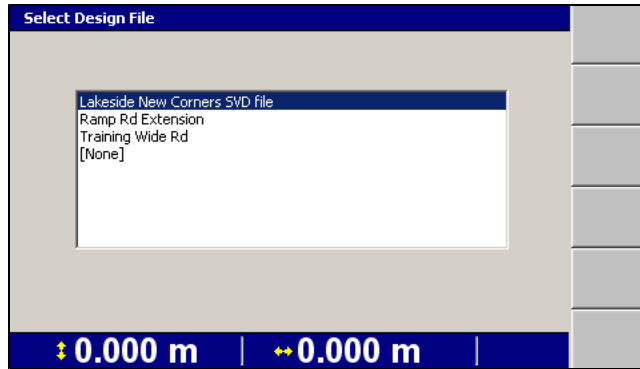 Select Design File
Lakeside New Corners SVD file
Ramp Rd Extension
Training Wide Rd
[None]
0.000 m
0.000 m